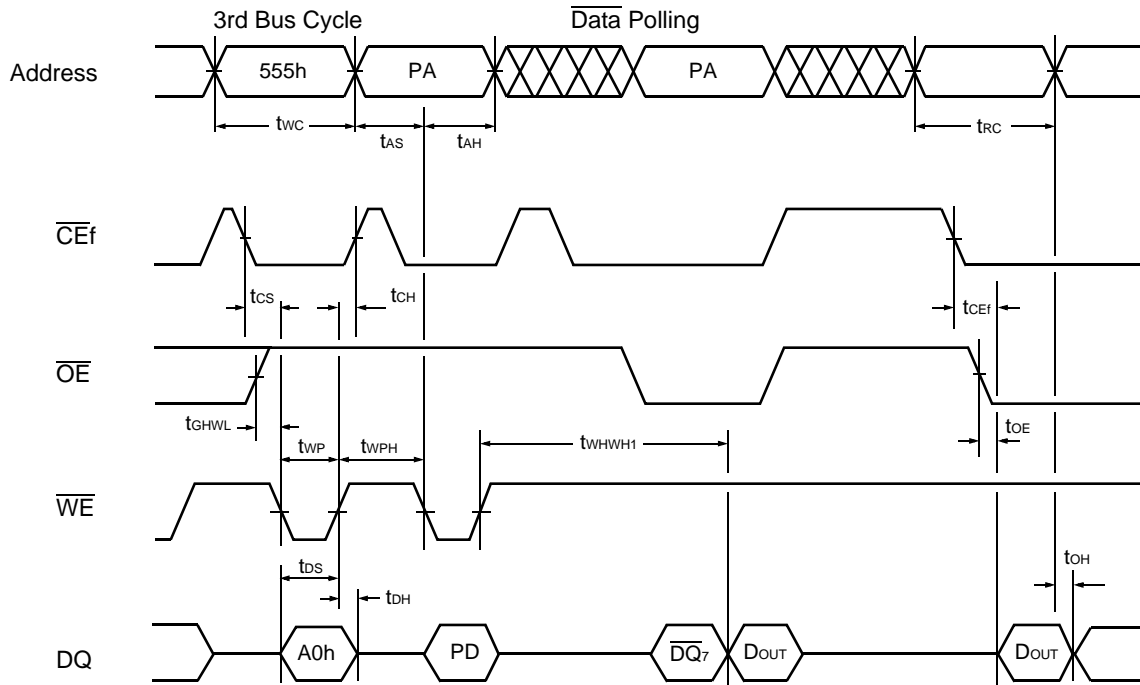 3rd Bus Cycle
Data Polling
Address
555h
PA
PA
tWC
tAS
tAH
tRC
CEf
tCS
tCH
tCEf
OE
tGHWL
tWP
tWPH
tWHWH1
tOE
WE
tDS
tDH
tOH
DQ
A0h
PD
DQ7
DOUT
DOUT